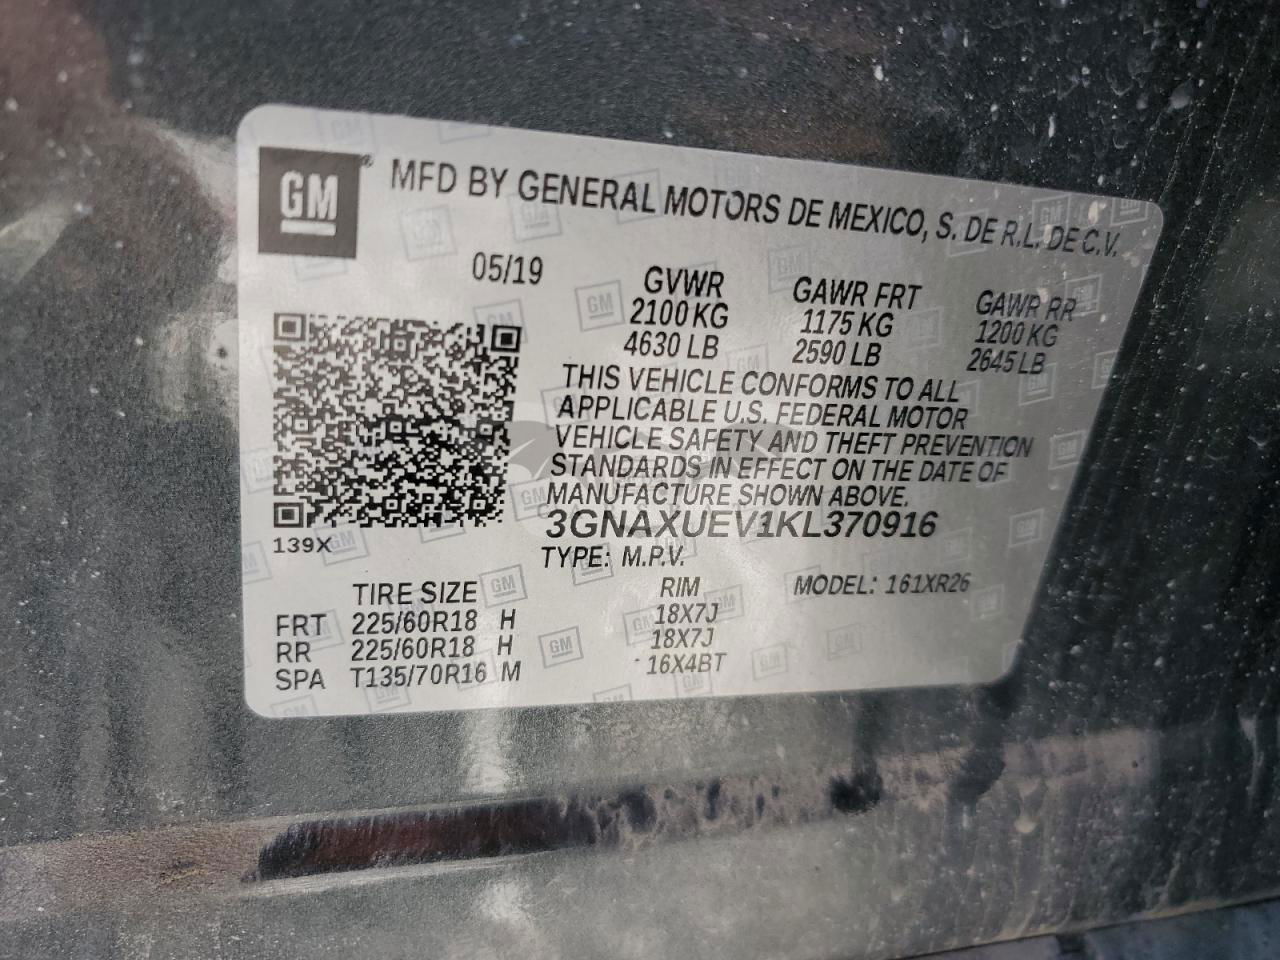 GM® MFD BY GENERAL MOTORS DE MEXICO, S. DE R.L. DE C.V.
05/19 GVWR GAWR FRT GAWR RR
2100 KG 1175 KG 1200 KG
4630 LB 2590 LB 2645 LB
THIS VEHICLE CONFORMS TO ALL
APPLICABLE U.S. FEDERAL MOTOR
VEHICLE SAFETY AND THEFT PREVENTION
STANDARDS IN EFFECT ON THE DATE OF
MANUFACTURE SHOWN ABOVE.
3GNAXUEV1KL370916
139X
TYPE: M.P.V.
TIRE SIZE RIM MODEL: 161XR26
FRT 225/60R18 H 18X7J
RR 225/60R18 H 18X7J
SPA T135/70R16 M 16X4BT